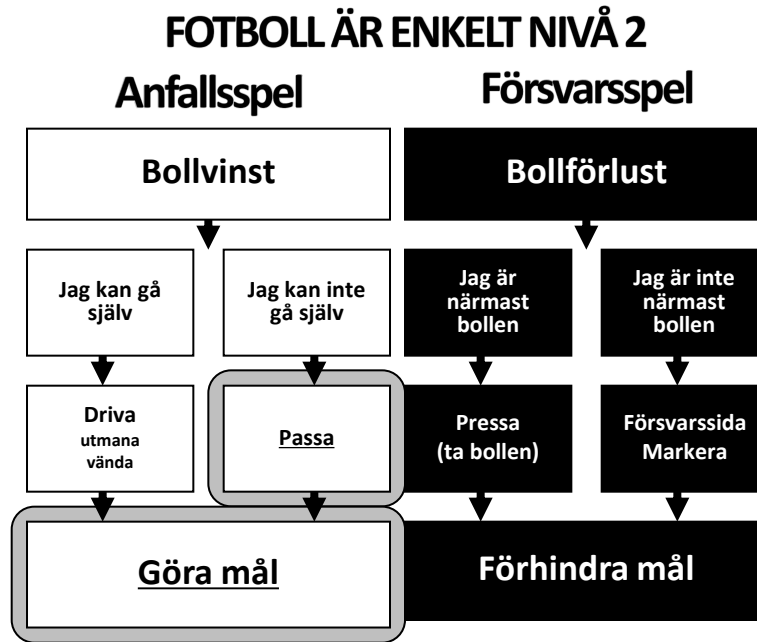 FOTBOLL ÄR ENKELT NIVÅ 2
Anfallsspel
Försvarsspel
Bollvinst
Bollförlust
Jag kan gå
själv
Jag kan inte
gå själv
Jag är
närmast
bollen
Jag är inte
närmast
bollen
Driva
utmana
vända
Passa
Pressa
(ta bollen)
Försvarssida
Markera
Göra mål
Förhindra mål